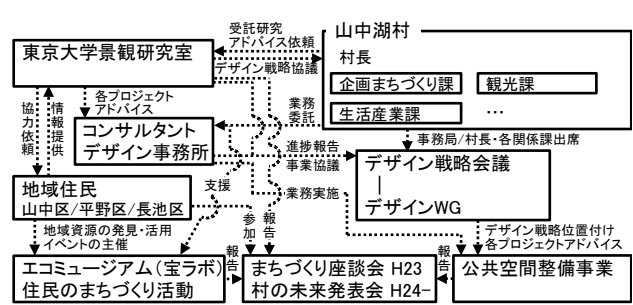 受託研究
アドバイス依頼
山中湖村
東京大学景観研究室
村長
デザイン戦略協議
企画まちづくり課
観光課
各プロジェクト
アドバイス
業務
委託
生活産業課
…
協力依頼
情報提供
コンサルタント
デザイン事務所
進捗報告
事業協議
事務局/村長・各関係課出席
デザイン戦略会議
|
デザインWG
支援
業務実施
地域住民
山中区/平野区/長池区
参加
報告
地域資源の発見・活用
イベントの主催
デザイン戦略位置付け
各プロジェクトアドバイス
エコミュージアム(宝ラボ)
住民のまちづくり活動
報告
まちづくり座談会 H23
村の未来発表会 H24-
報告
公共空間整備事業